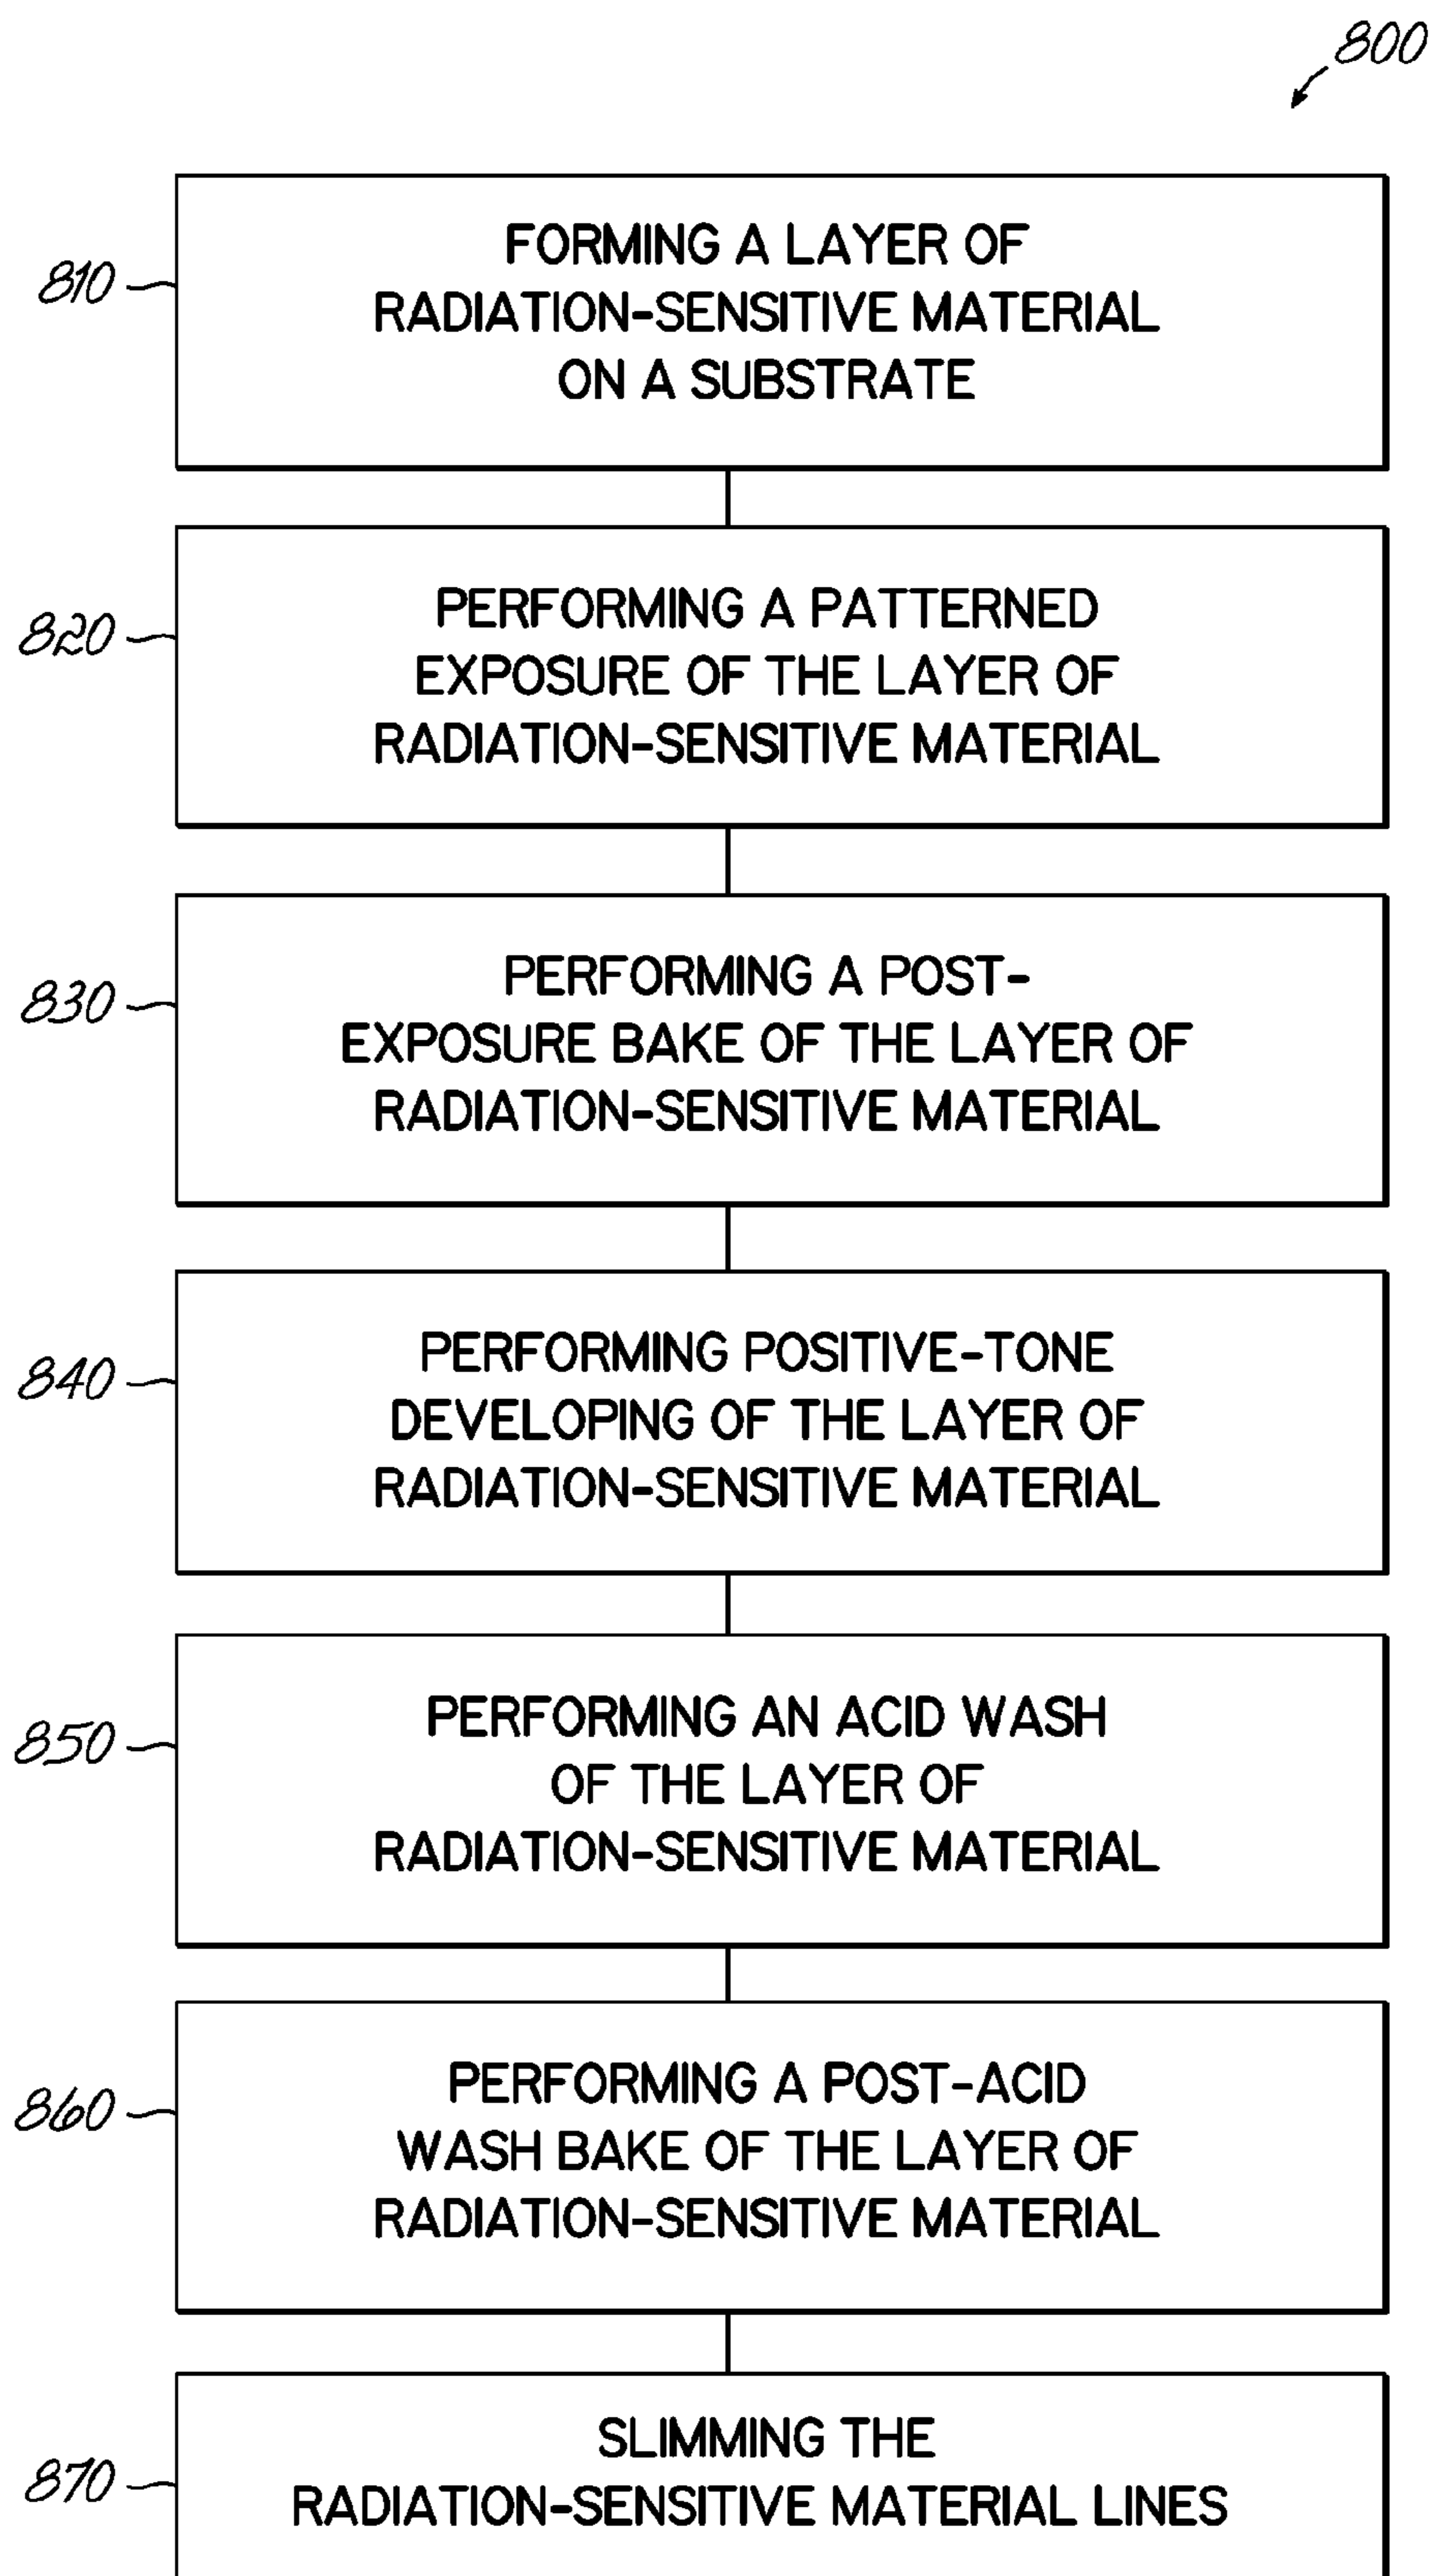 800
810
FORMING A LAYER OF
RADIATION-SENSITIVE MATERIAL
ON A SUBSTRATE
820
PERFORMING A PATTERNED
EXPOSURE OF THE LAYER OF
RADIATION-SENSITIVE MATERIAL
830
PERFORMING A POST-
EXPOSURE BAKE OF THE LAYER OF
RADIATION-SENSITIVE MATERIAL
840
PERFORMING POSITIVE-TONE
DEVELOPING OF THE LAYER OF
RADIATION-SENSITIVE MATERIAL
850
PERFORMING AN ACID WASH
OF THE LAYER OF
RADIATION-SENSITIVE MATERIAL
860
PERFORMING A POST-ACID
WASH BAKE OF THE LAYER OF
RADIATION-SENSITIVE MATERIAL
870
SLIMMING THE
RADIATION-SENSITIVE MATERIAL LINES